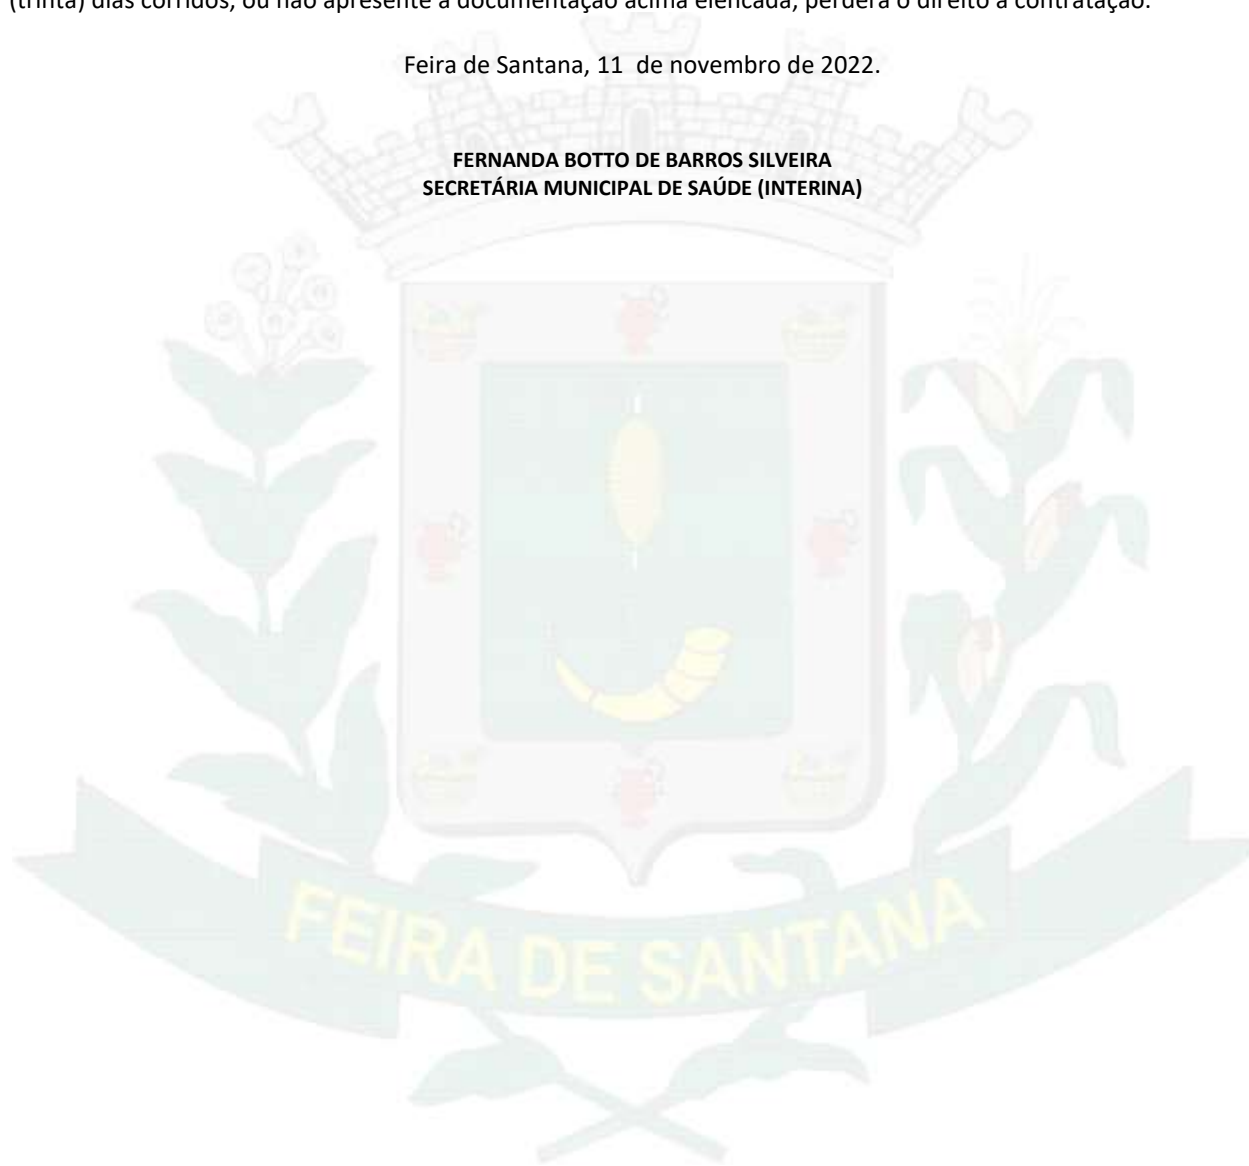 (trinta) dias corridos, ou não apresente a documentação acima elencada, perderá o direito a contratação.
Feira de Santana, 11 de novembro de 2022.
FERNANDA BOTTO DE BARROS SILVEIRA
SECRETÁRIA MUNICIPAL DE SAÚDE (INTERINA)
FEIRA DE SANTANA